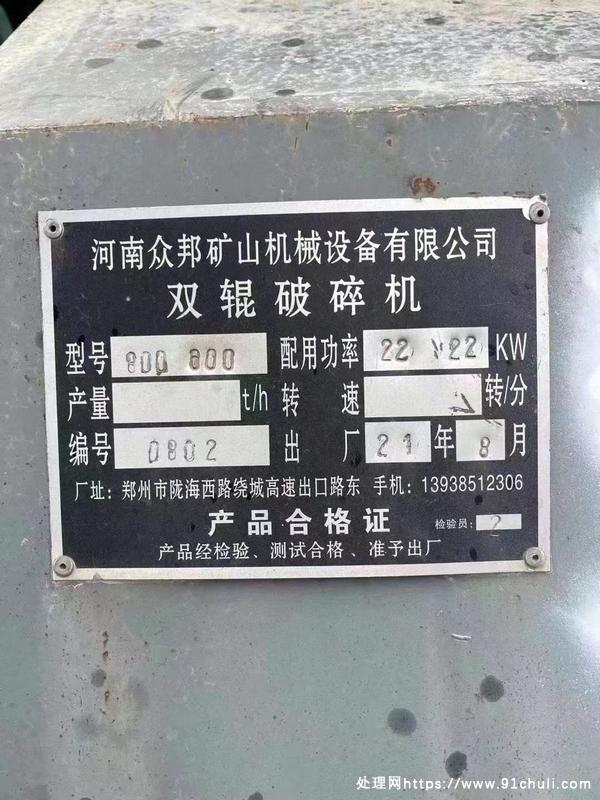 河南众邦矿山机械设备有限公司
双辊破碎机
型号 800 600 配用功率 22 22 KW
产量 t/h 转速 转/分
编号 0802 出厂 21 年 8 月
厂址：郑州市陇海西路绕城高速出口路东 手机：13938512306
产品合格证 检验员：2
产品经检验、测试合格、准予出厂
处理网https://www.91chuli.com/